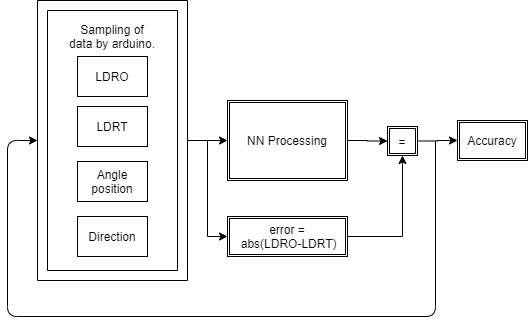 Sampling of
data by arduino.
LDRO
LDRT
Angle
position
Direction
NN Processing
error =
abs(LDRO-LDRT)
=
Accuracy